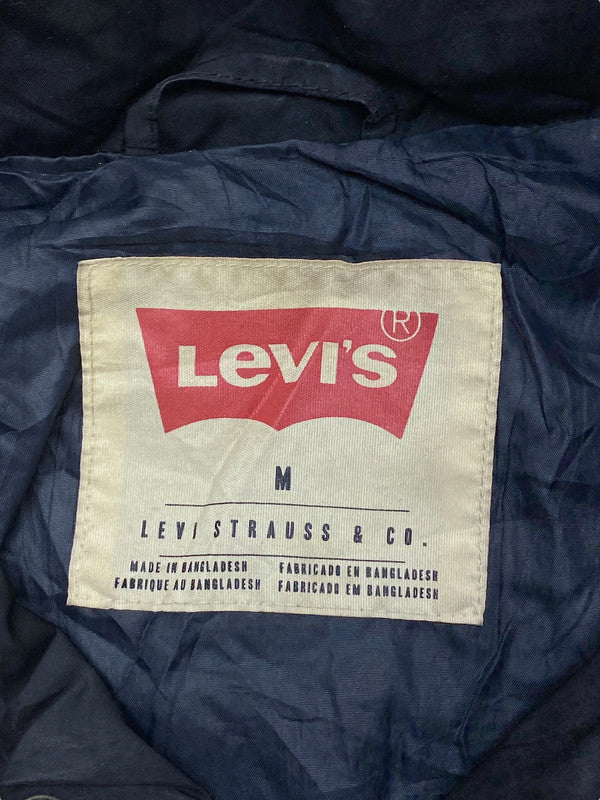 LEVI'S ®
M
LEVI STRAUSS & CO.
MADE IN BANGLADESH FABRICADO EN BANGLADESH
FABRIQUE AU BANGLADESH FABRICADO EM BANGLADESH